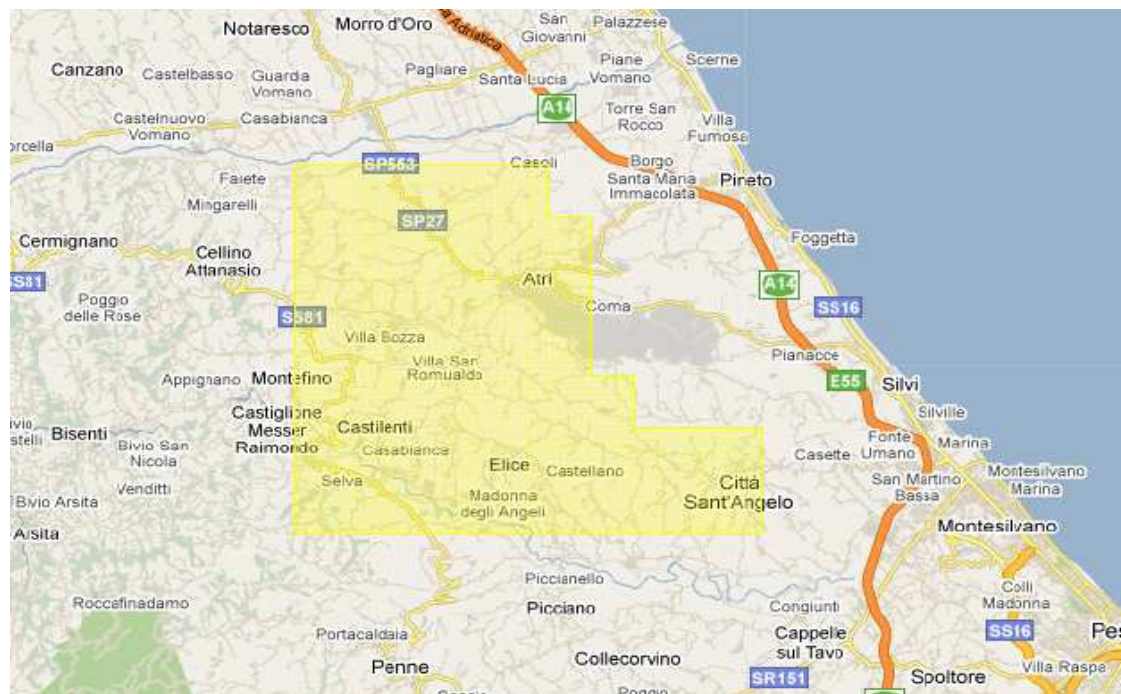 Morro d'Oro
San
Giovanni
Palazzese
Notaresco
Adriatica
Canzano
Castelbasso
Guardia
Vomano
Pagliare
Santa Lucia
Piane
Vomano
Scerne
A14
Torre San
Rocco
Castelnuovo
Vomano
Casabianca
Villa
Fumosa
SP553
Casoli
Borgo
Santa Maria
Immacolata
Pineto
Faiete
Mingarelli
SP27
Cermignano
Cellino
Attanasio
Foggetta
SS81
Atri
A14
Poggio
delle Rose
Coma
SS16
SS81
Villa Bozza
Villa San
Romualdo
Pianacce
Appignano
Montefino
E55
Silvi
Castiglione
Messer
Raimondo
Castilenti
Silville
Bisenti
Bivio San
Nicola
Casabianca
Casette
Fonte
Umano
Marina
Elice
Castellano
Selva
Città
Sant'Angelo
San Martino
Bassa
Montesilvano
Marina
Venditti
Bivio Arsita
Madonna
degli Angeli
Montesilvano
Arsita
Piccianello
Colli
Madonna
Roccafinadamo
Picciano
Congiunti
Portacaldaia
Cappelle
sul Tavo
SS16
Pes
Penne
Collecorvino
Villa Raspa
SR151
Spoltore
Poggio